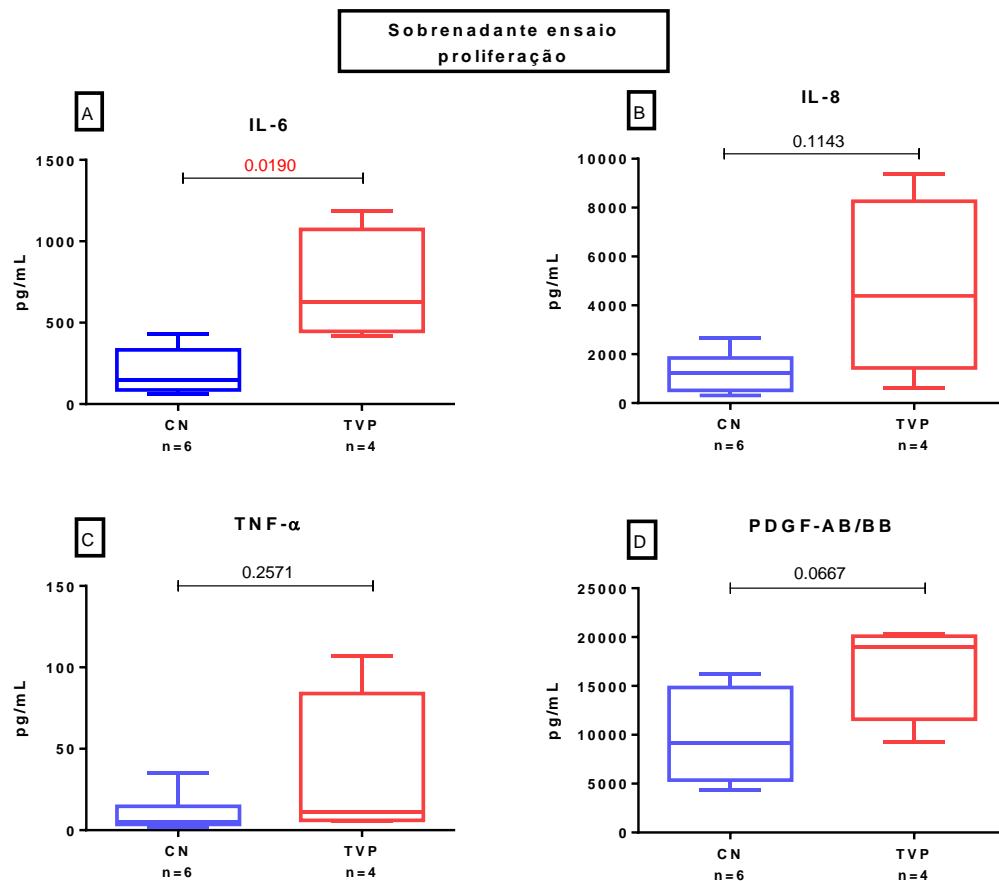 Sobrenadante ensaio
proliferação
A
IL-6
0.0190
1500
1000
500
0
pg/mL
CN
n=6
TVP
n=4
B
IL-8
0.1143
10000
8000
6000
4000
2000
0
pg/mL
CN
n=6
TVP
n=4
C
TNF-α
0.2571
150
100
50
0
pg/mL
CN
n=6
TVP
n=4
D
PDGF-AB/BB
0.0667
25000
20000
15000
10000
5000
0
pg/mL
CN
n=6
TVP
n=4